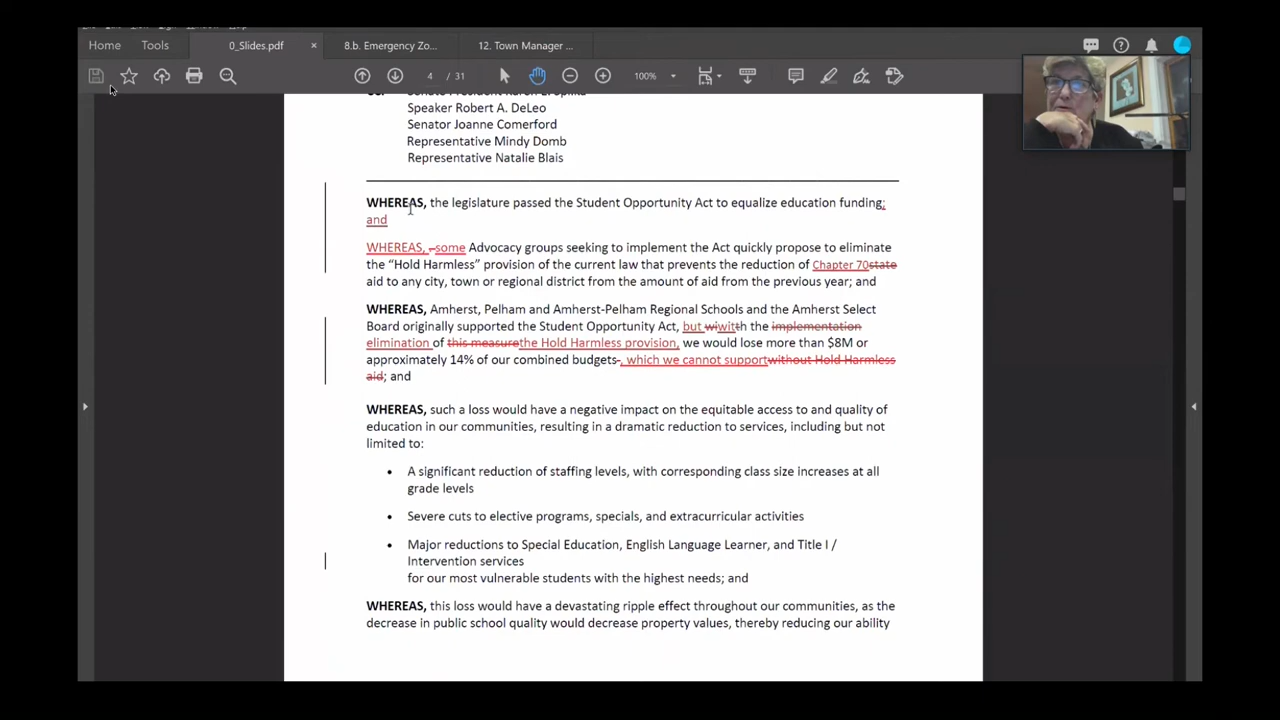 Home Tools 0_Slides.pdf × 8.b. Emergency Zo... 12. Town Manager ...
4 / 31 100%
Speaker Robert A. DeLeo
Senator Joanne Comerford
Representative Mindy Domb
Representative Natalie Blais
WHEREAS, the legislature passed the Student Opportunity Act to equalize education funding;
and
WHEREAS, some Advocacy groups seeking to implement the Act quickly propose to eliminate
the “Hold Harmless” provision of the current law that prevents the reduction of Chapter 70state
aid to any city, town or regional district from the amount of aid from the previous year; and
WHEREAS, Amherst, Pelham and Amherst-Pelham Regional Schools and the Amherst Select
Board originally supported the Student Opportunity Act, but wiwitth the implementation
elimination of this measurethe Hold Harmless provision, we would lose more than $8M or
approximately 14% of our combined budgets-, which we cannot supportwithout Hold Harmless
aid; and
WHEREAS, such a loss would have a negative impact on the equitable access to and quality of
education in our communities, resulting in a dramatic reduction to services, including but not
limited to:
• A significant reduction of staffing levels, with corresponding class size increases at all
grade levels
• Severe cuts to elective programs, specials, and extracurricular activities
• Major reductions to Special Education, English Language Learner, and Title I /
Intervention services
for our most vulnerable students with the highest needs; and
WHEREAS, this loss would have a devastating ripple effect throughout our communities, as the
decrease in public school quality would decrease property values, thereby reducing our ability